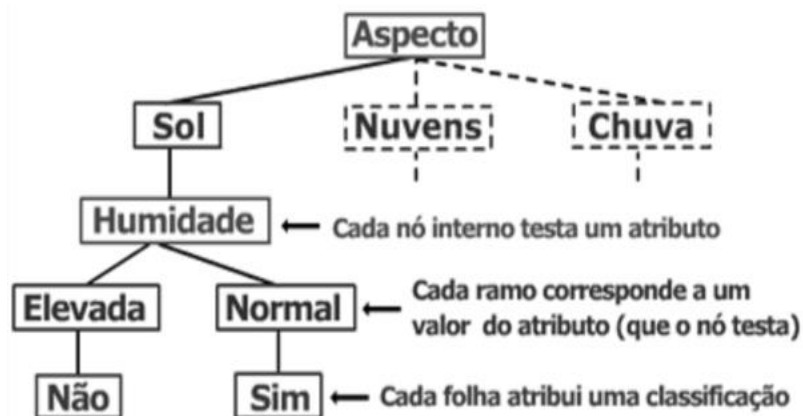 Aspecto
Sol Nuvens Chuva
Humidade Cada nó interno testa um atributo
Elevada Normal Cada ramo corresponde a um
valor do atributo (que o nó testa)
Não Sim Cada folha atribui uma classificação